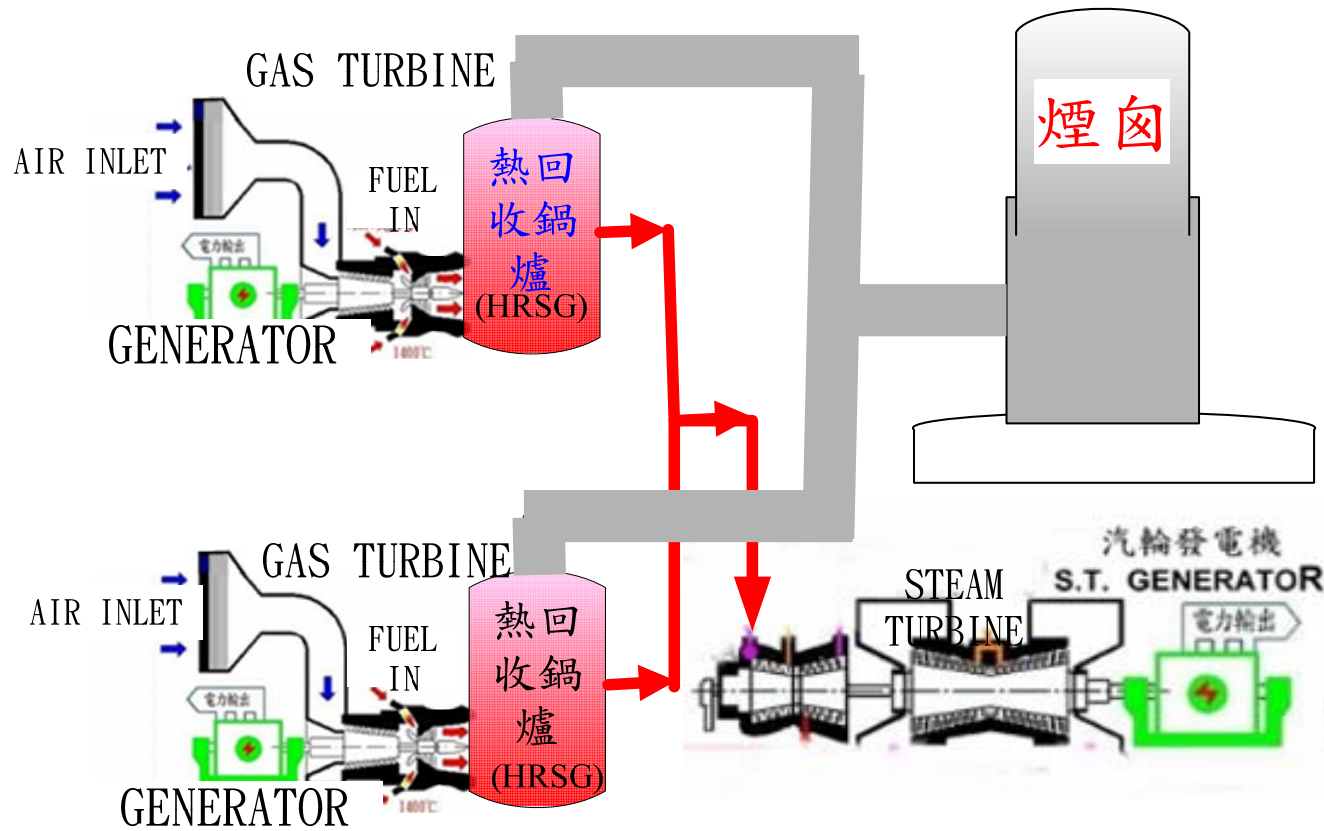 GAS TURBINE
AIR INLET
FUEL
IN
電力輸出
GENERATOR
1400℃
熱回
收鍋
爐
(HRSG)
煙囪
GAS TURBINE
AIR INLET
FUEL
IN
電力輸出
GENERATOR
1400℃
熱回
收鍋
爐
(HRSG)
STEAM
TURBINE
汽輪發電機
S.T. GENERATOR
電力輸出